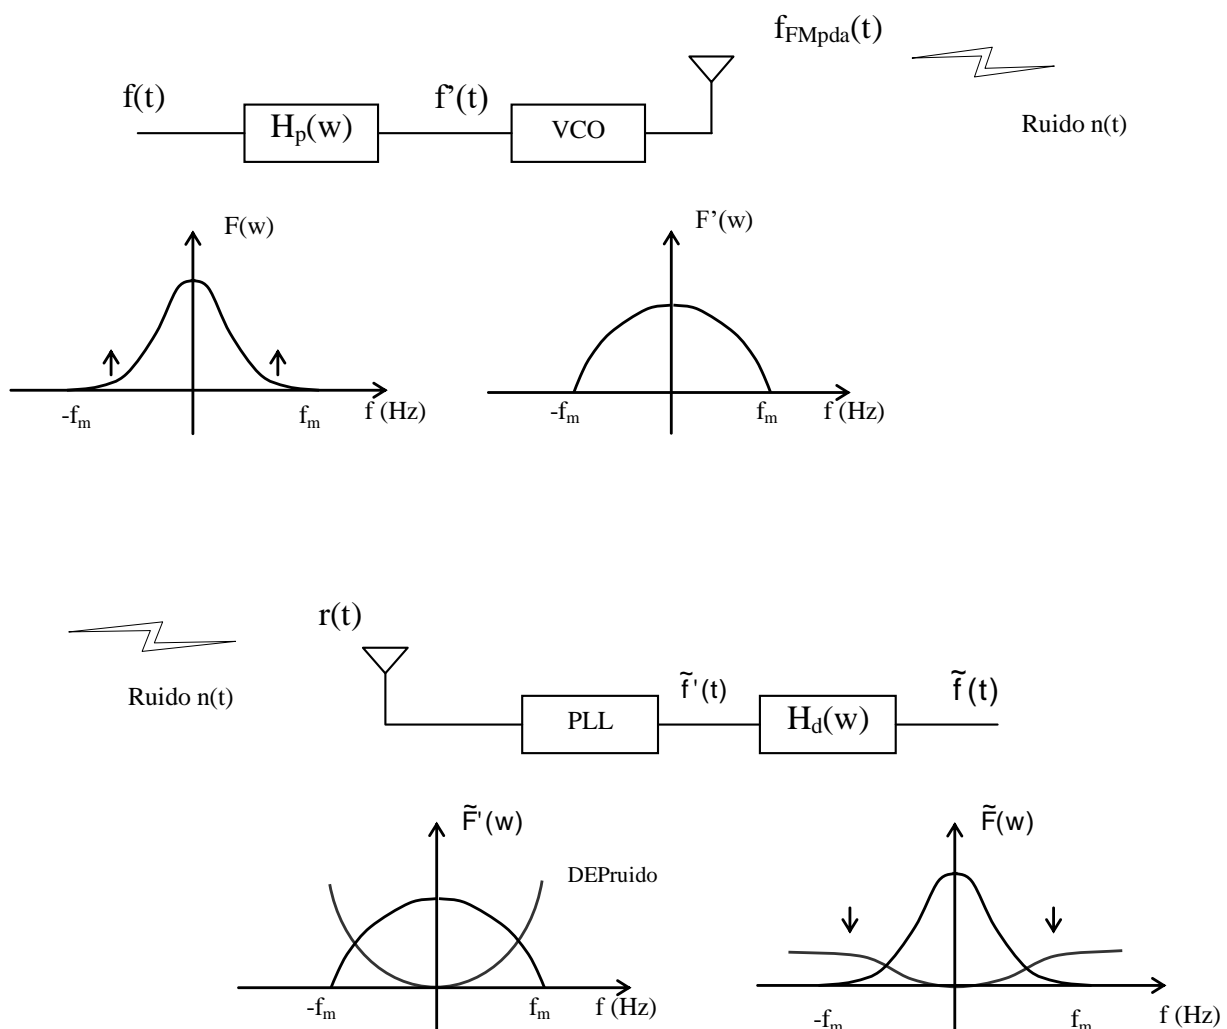 f_FMpda(t)
f(t)
H_p(w)
f'(t)
VCO
Ruido n(t)
F(w)
-f_m
f_m
f (Hz)
F'(w)
-f_m
f_m
f (Hz)
r(t)
Ruido n(t)
PLL
f̃'(t)
H_d(w)
f̃(t)
F̃'(w)
DEPruido
-f_m
f_m
f (Hz)
F̃(w)
-f_m
f_m
f (Hz)